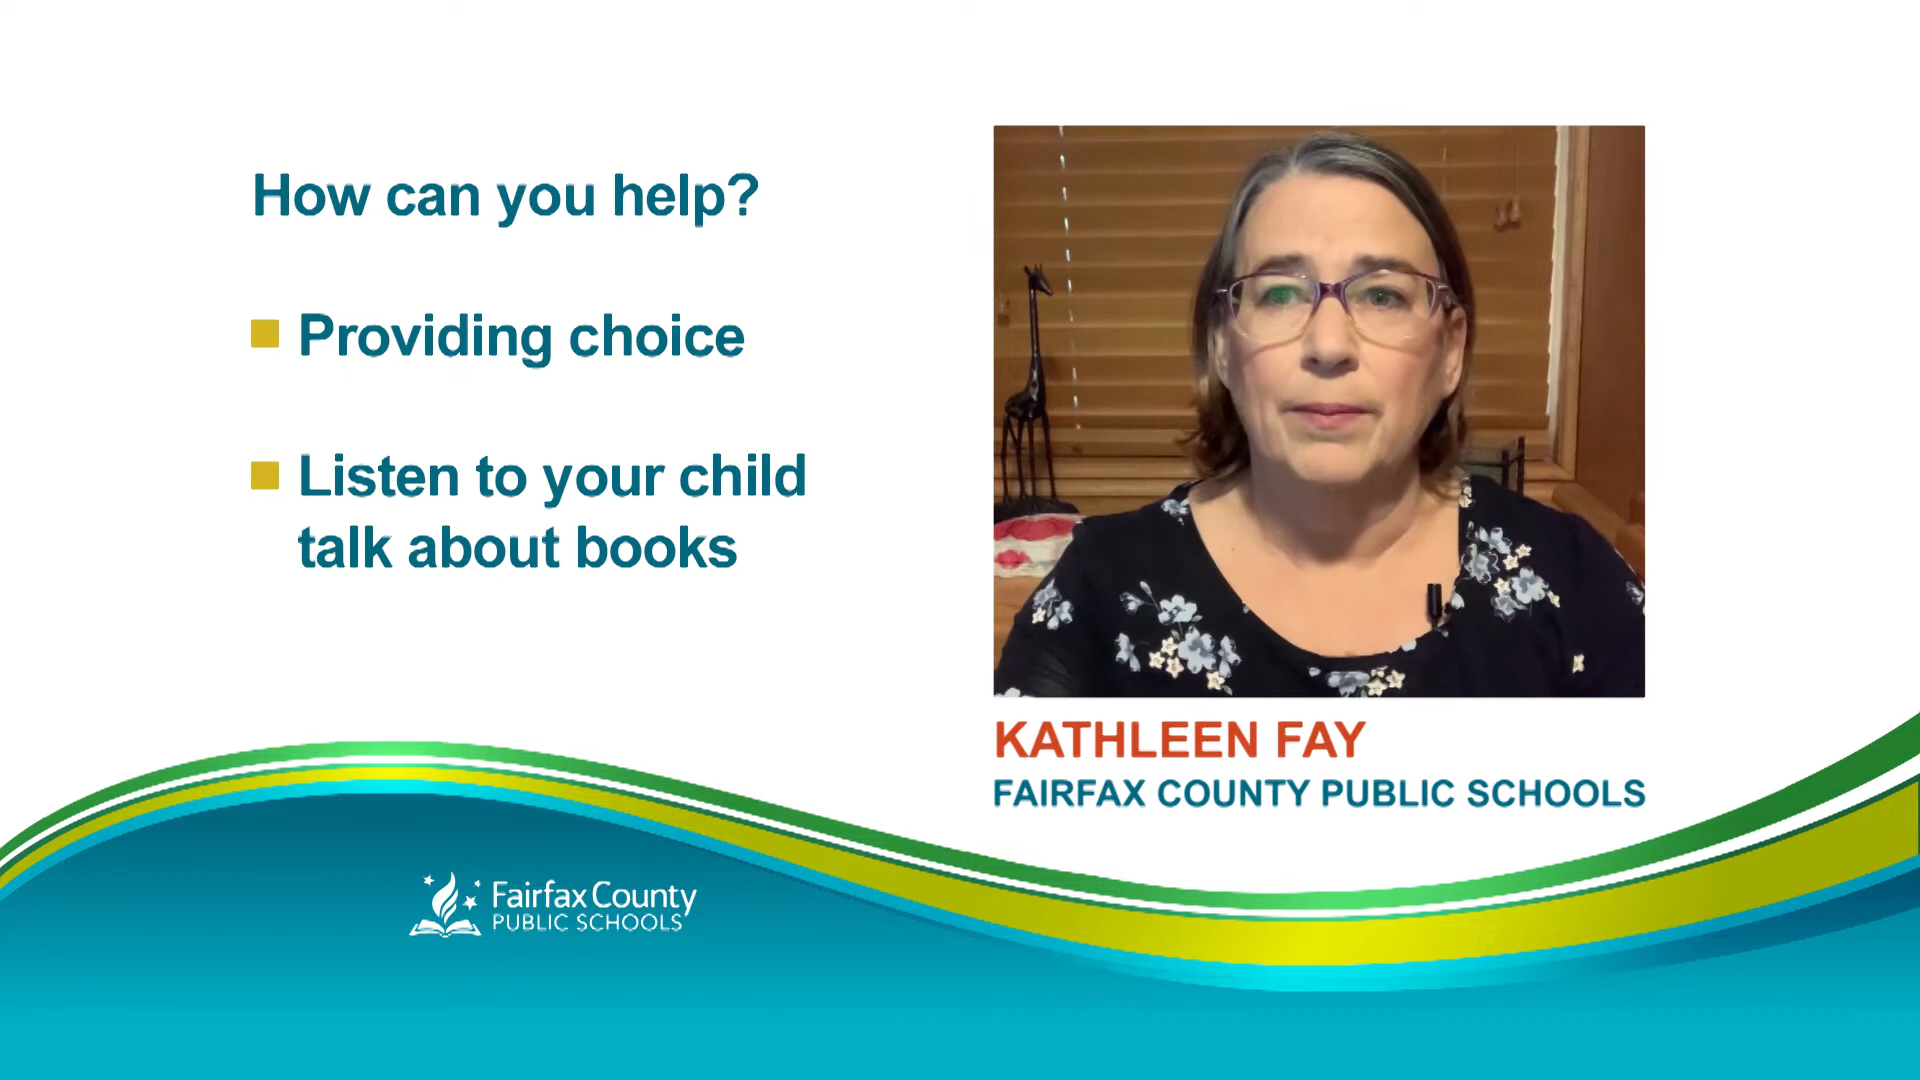 How can you help?
Providing choice
Listen to your child
talk about books
KATHLEEN FAY
FAIRFAX COUNTY PUBLIC SCHOOLS
Fairfax County
PUBLIC SCHOOLS